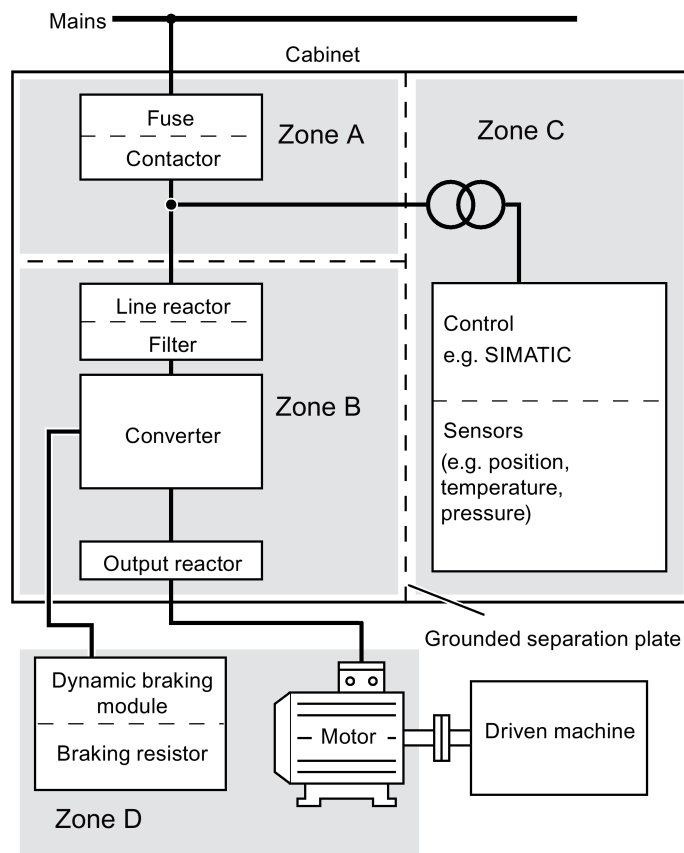 Mains
Cabinet
Fuse
Contactor
Zone A
Zone C
Line reactor
Filter
Converter
Zone B
Output reactor
Control
e.g. SIMATIC
Sensors
(e.g. position,
temperature,
pressure)
Grounded separation plate
Dynamic braking
module
Braking resistor
Zone D
Motor
Driven machine